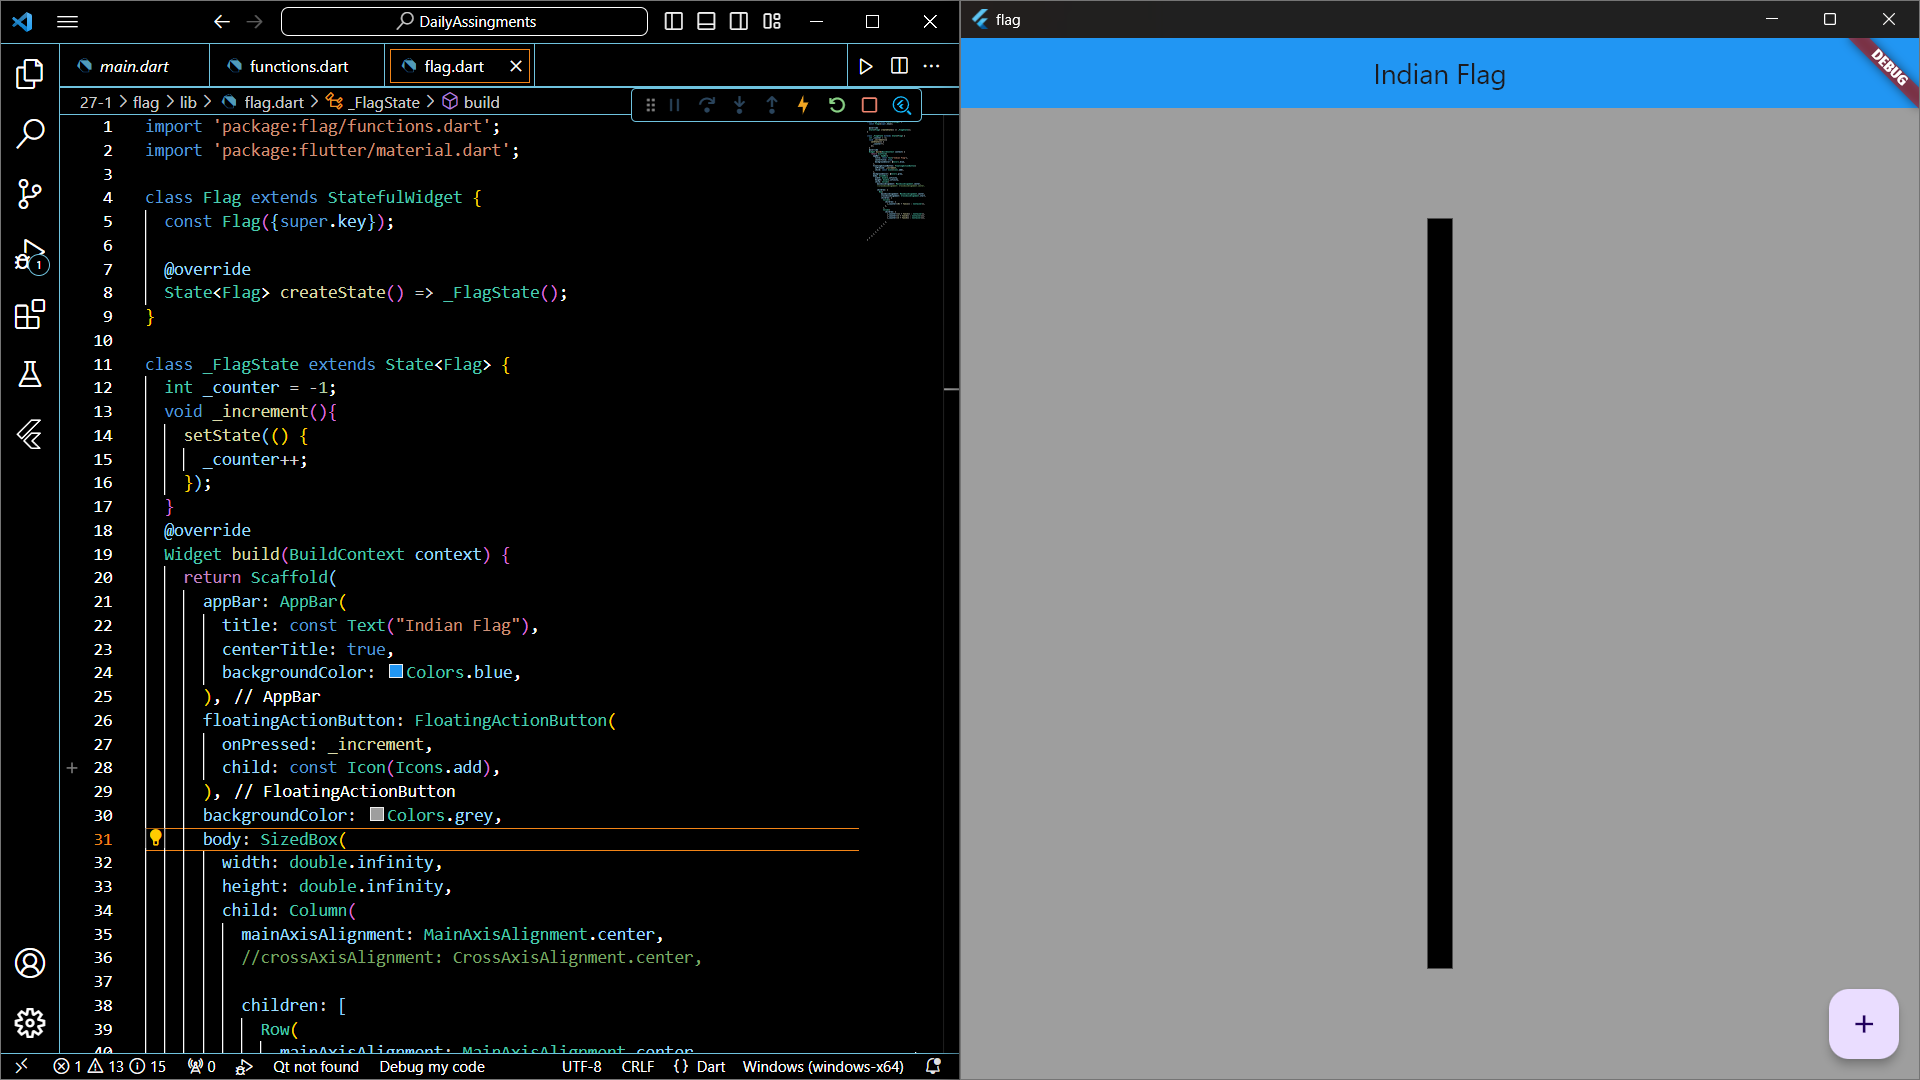 DailyAssingments
main.dart
functions.dart
flag.dart
27-1 > flag > lib > flag.dart > _FlagState > build
1 import 'package:flag/functions.dart';
2 import 'package:flutter/material.dart';
3
4 class Flag extends StatefulWidget {
5 const Flag({super.key});
6
7 @override
8 State<Flag> createState() => _FlagState();
9 }
10
11 class _FlagState extends State<Flag> {
12 int _counter = -1;
13 void _increment(){
14 setState(() {
15 _counter++;
16 });
17 }
18 @override
19 Widget build(BuildContext context) {
20 return Scaffold(
21 appBar: AppBar(
22 title: const Text("Indian Flag"),
23 centerTitle: true,
24 backgroundColor: Colors.blue,
25 ), // AppBar
26 floatingActionButton: FloatingActionButton(
27 onPressed: _increment,
28 child: const Icon(Icons.add),
29 ), // FloatingActionButton
30 backgroundColor: Colors.grey,
31 body: SizedBox(
32 width: double.infinity,
33 height: double.infinity,
34 child: Column(
35 mainAxisAlignment: MainAxisAlignment.center,
36 //crossAxisAlignment: CrossAxisAlignment.center,
37
38 children: [
39 Row(
40 mainAxisAlignment: MainAxisAlignment.center
1
1 13 15 0 Qt not found Debug my code UTF-8 CRLF {} Dart Windows (windows-x64)
flag
Indian Flag
DEBUG